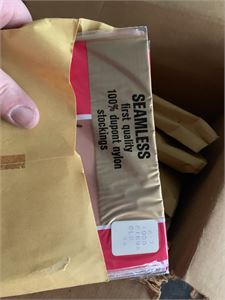 SEAMLESS
first quality
100% dupont nylon
stockings